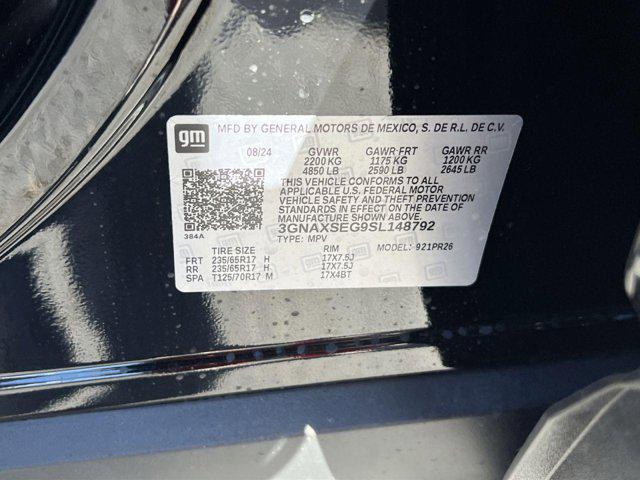 gm MFD BY GENERAL MOTORS DE MEXICO, S. DE R.L. DE C.V.
08/24 GVWR GAWR FRT GAWR RR
2200 KG 1175 KG 1200 KG
4850 LB 2590 LB 2645 LB
THIS VEHICLE CONFORMS TO ALL
APPLICABLE U.S. FEDERAL MOTOR
VEHICLE SAFETY AND THEFT PREVENTION
STANDARDS IN EFFECT ON THE DATE OF
MANUFACTURE SHOWN ABOVE.
384A 3GNAXSEG9SL148792
TYPE: MPV MODEL: 921PR26
TIRE SIZE RIM
FRT 235/65R17 H 17X7.5J
RR 235/65R17 H 17X7.5J
SPA T125/70R17 M 17X4BT